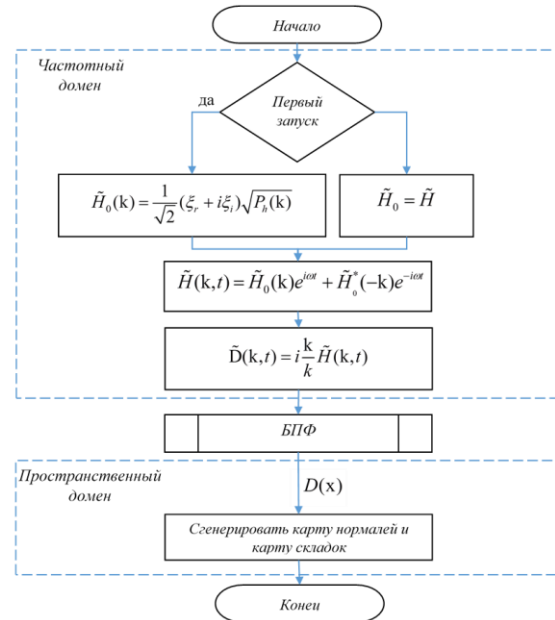 Начало
Частотный
домен
Первый
запуск
да
H̃₀(k) = 1/√2 (ξᵣ + iξᵢ)√Pₕ(k)
H̃₀ = H̃
H̃(k,t) = H̃₀(k)e^{iωt} + H̃₀*(−k)e^{−iωt}
D̃(k,t) = i k/k H̃(k,t)
БПФ
Пространственный
домен
D(x)
Сгенерировать карту нормалей и
карту складок
Конец